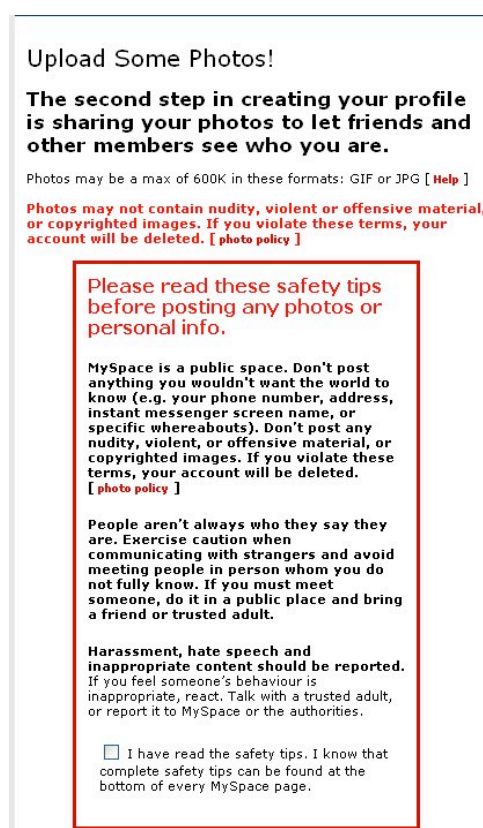 Upload Some Photos!
The second step in creating your profile
is sharing your photos to let friends and
other members see who you are.
Photos may be a max of 600K in these formats: GIF or JPG [ Help ]
Photos may not contain nudity, violent or offensive material,
or copyrighted images. If you violate these terms, your
account will be deleted. [ photo policy ]
Please read these safety tips
before posting any photos or
personal info.
MySpace is a public space. Don't post
anything you wouldn't want the world to
know (e.g. your phone number, address,
instant messenger screen name, or
specific whereabouts). Don't post any
nudity, violent, or offensive material, or
copyrighted images. If you violate these
terms, your account will be deleted.
[ photo policy ]
People aren't always who they say they
are. Exercise caution when
communicating with strangers and avoid
meeting people in person whom you do
not fully know. If you must meet
someone, do it in a public place and bring
a friend or trusted adult.
Harassment, hate speech and
inappropriate content should be reported.
If you feel someone's behaviour is
inappropriate, react. Talk with a trusted adult,
or report it to MySpace or the authorities.
I have read the safety tips. I know that
complete safety tips can be found at the
bottom of every MySpace page.